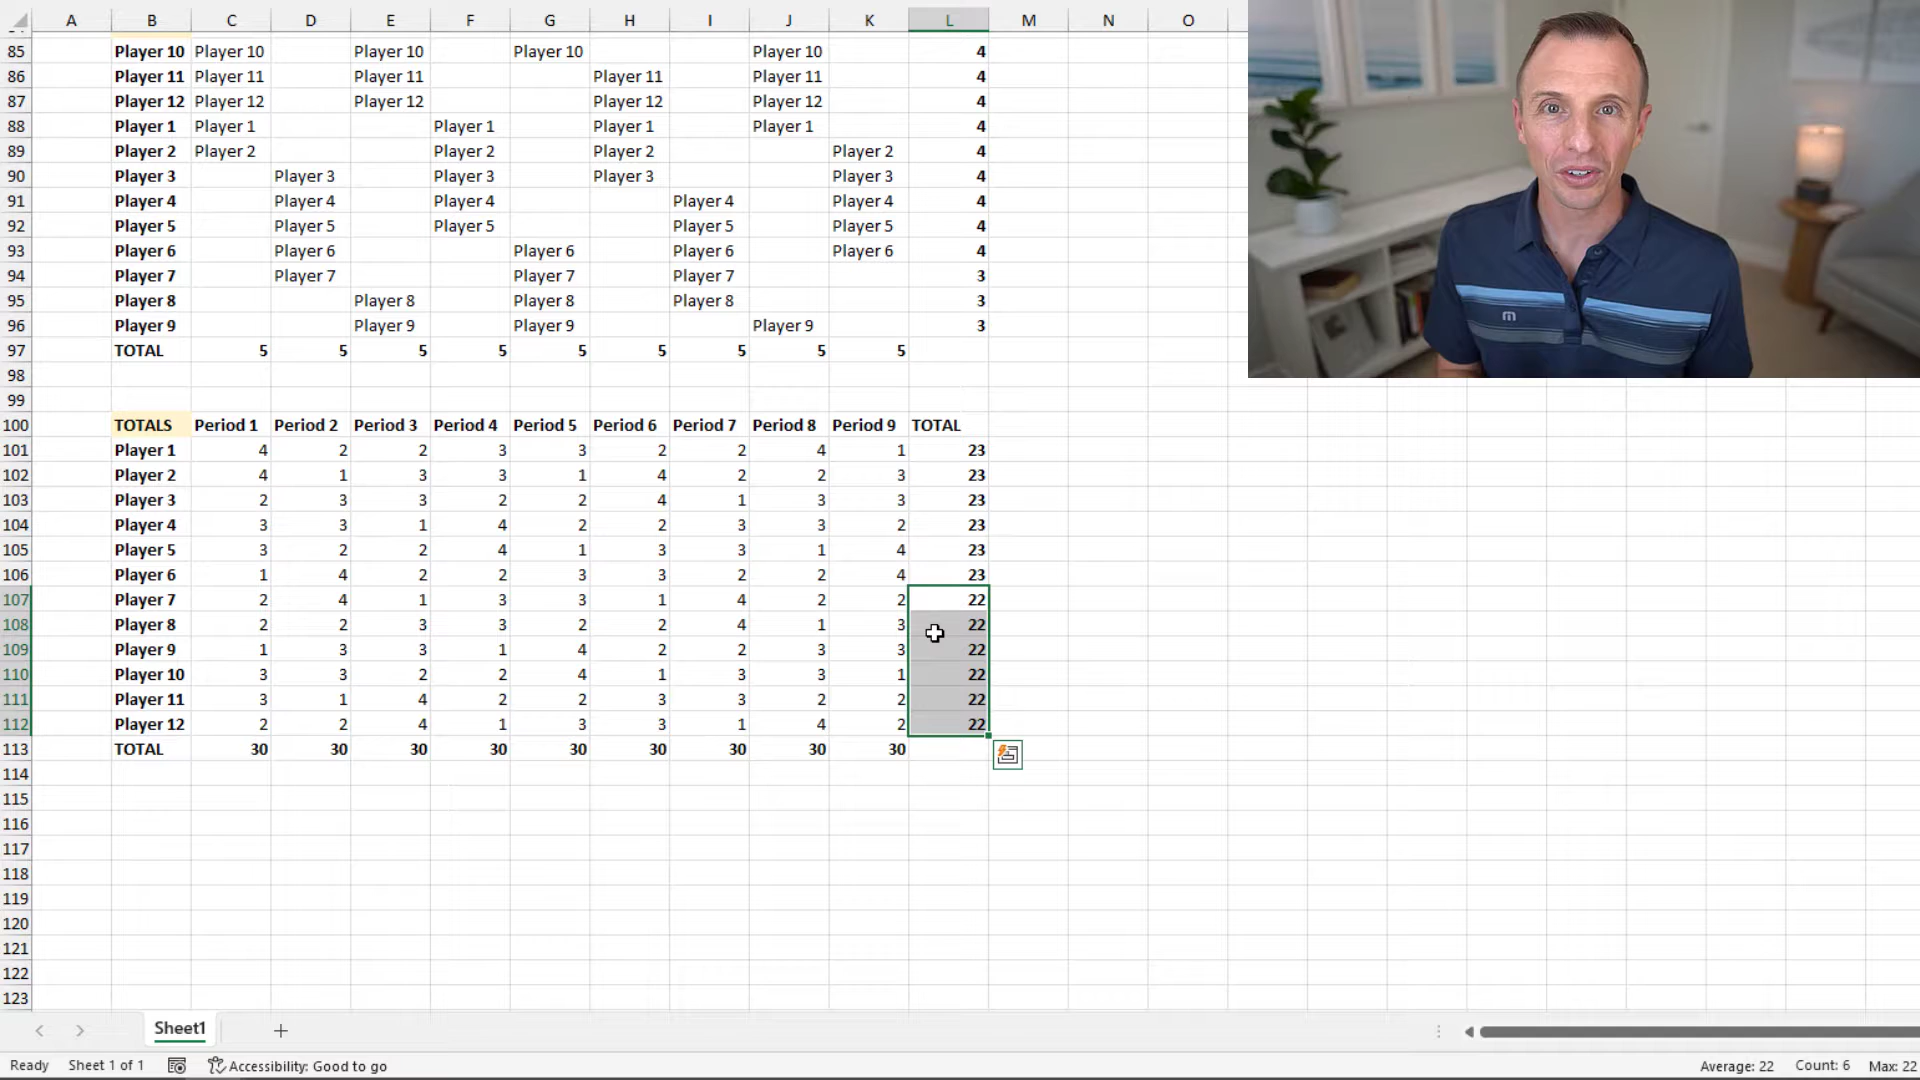 A B C D E F G H I J K L M N O
85 Player 10 Player 10 Player 10 Player 10 Player 10 4
86 Player 11 Player 11 Player 11 Player 11 Player 11 4
87 Player 12 Player 12 Player 12 Player 12 Player 12 4
88 Player 1 Player 1 Player 1 Player 1 Player 1 4
89 Player 2 Player 2 Player 2 Player 2 Player 2 4
90 Player 3 Player 3 Player 3 Player 3 Player 3 4
91 Player 4 Player 4 Player 4 Player 4 Player 4 4
92 Player 5 Player 5 Player 5 Player 5 Player 5 4
93 Player 6 Player 6 Player 6 Player 6 Player 6 4
94 Player 7 Player 7 Player 7 Player 7 3
95 Player 8 Player 8 Player 8 Player 8 3
96 Player 9 Player 9 Player 9 Player 9 3
97 TOTAL 5 5 5 5 5 5 5 5 5
98
99
100 TOTALS Period 1 Period 2 Period 3 Period 4 Period 5 Period 6 Period 7 Period 8 Period 9 TOTAL
101 Player 1 4 2 2 3 3 2 2 4 1 23
102 Player 2 4 1 3 3 1 4 2 2 3 23
103 Player 3 2 3 3 2 2 4 1 3 3 23
104 Player 4 3 3 1 4 2 2 3 3 2 23
105 Player 5 3 2 2 4 1 3 3 1 4 23
106 Player 6 1 4 2 2 3 3 2 2 4 23
107 Player 7 2 4 1 3 3 1 4 2 2 22
108 Player 8 2 2 3 3 2 2 4 1 3 22
109 Player 9 1 3 3 1 4 2 2 3 3 22
110 Player 10 3 3 2 2 4 1 3 3 1 22
111 Player 11 3 1 4 2 2 3 3 2 2 22
112 Player 12 2 2 4 1 3 3 1 4 2 22
113 TOTAL 30 30 30 30 30 30 30 30 30
114
115
116
117
118
119
120
121
122
123
Sheet1
Ready Sheet 1 of 1 Accessibility: Good to go Average: 22 Count: 6 Max: 22
m